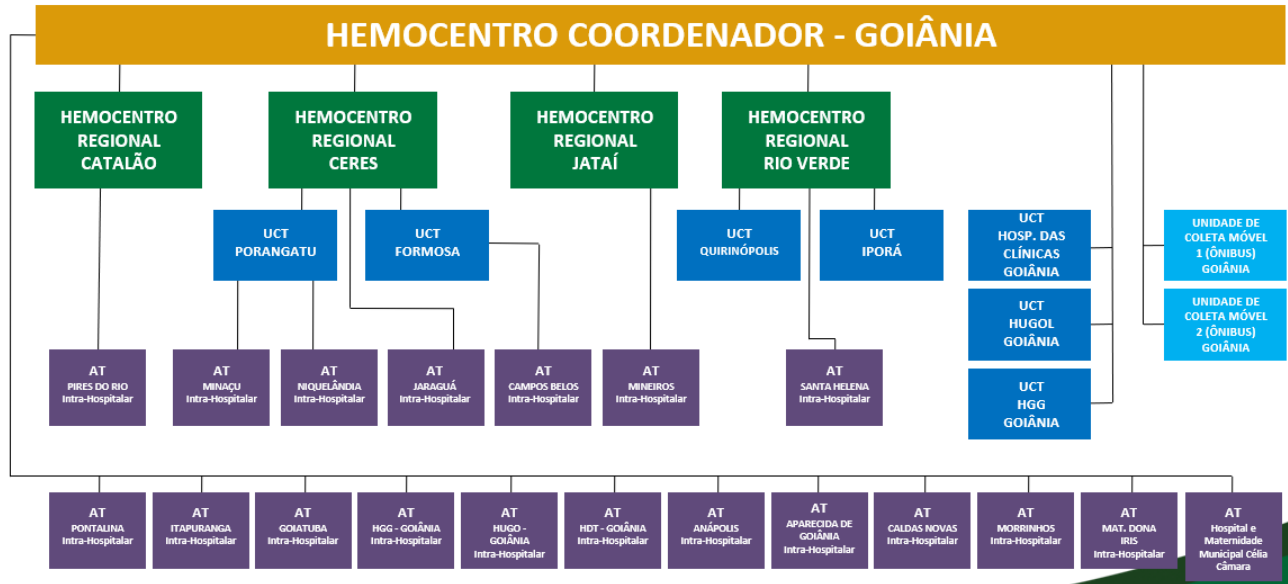 HEMOCENTRO COORDENADOR - GOIÂNIA
HEMOCENTRO
REGIONAL
CATALÃO
HEMOCENTRO
REGIONAL
CERES
HEMOCENTRO
REGIONAL
JATAÍ
HEMOCENTRO
REGIONAL
RIO VERDE
UCT
PORANGATU
UCT
FORMOSA
UCT
QUIRINÓPOLIS
UCT
IPORÁ
UCT
HOSP. DAS
CLÍNICAS
GOIÂNIA
UNIDADE DE
COLETA MÓVEL
1 (ÔNIBUS)
GOIÂNIA
UCT
HUGOL
GOIÂNIA
UNIDADE DE
COLETA MÓVEL
2 (ÔNIBUS)
GOIÂNIA
UCT
HGG
GOIÂNIA
AT
PIRES DO RIO
Intra-Hospitalar
AT
MINAÇU
Intra-Hospitalar
AT
NIQUELÂNDIA
Intra-Hospitalar
AT
JARAGUÁ
Intra-Hospitalar
AT
CAMPOS BELOS
Intra-Hospitalar
AT
MINEIROS
Intra-Hospitalar
AT
SANTA HELENA
Intra-Hospitalar
AT
PONTALINA
Intra-Hospitalar
AT
ITAPURANGA
Intra-Hospitalar
AT
GOIATUBA
Intra-Hospitalar
AT
HGG - GOIÂNIA
Intra-Hospitalar
AT
HUGO -
GOIÂNIA
Intra-Hospitalar
AT
HDT - GOIÂNIA
Intra-Hospitalar
AT
ANÁPOLIS
Intra-Hospitalar
AT
APARECIDA DE
GOIÂNIA
Intra-Hospitalar
AT
CALDAS NOVAS
Intra-Hospitalar
AT
MORRINHOS
Intra-Hospitalar
AT
MAT. DONA
IRIS
Intra-Hospitalar
AT
Hospital e
Maternidade
Municipal Célia
Câmara